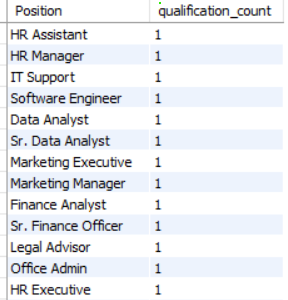 Position qualification_count
HR Assistant 1
HR Manager 1
IT Support 1
Software Engineer 1
Data Analyst 1
Sr. Data Analyst 1
Marketing Executive 1
Marketing Manager 1
Finance Analyst 1
Sr. Finance Officer 1
Legal Advisor 1
Office Admin 1
HR Executive 1